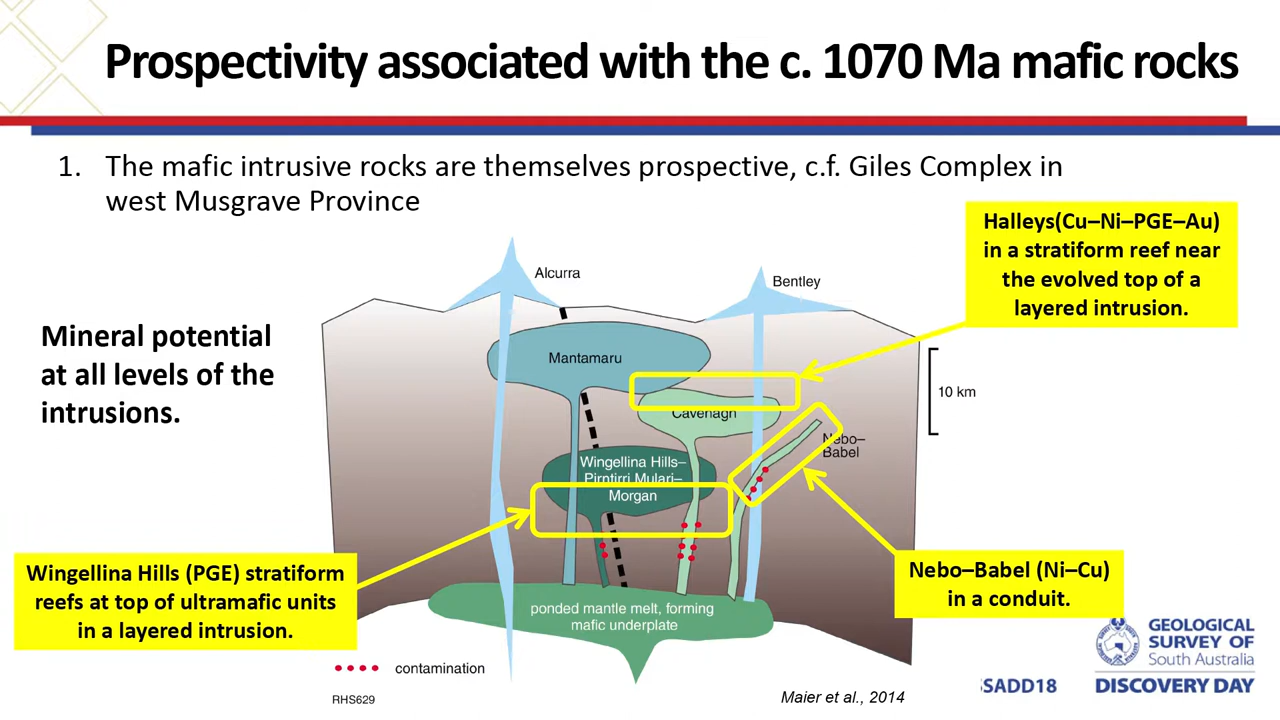 Prospectivity associated with the c. 1070 Ma mafic rocks
1. The mafic intrusive rocks are themselves prospective, c.f. Giles Complex in
west Musgrave Province
Halleys(Cu–Ni–PGE–Au)
in a stratiform reef near
the evolved top of a
layered intrusion.
Mineral potential
at all levels of the
intrusions.
Alcurra
Bentley
Mantamaru
10 km
Cavenagh
Nebo–
Babel
Wingellina Hills–
Pirntirri Mulari–
Morgan
Wingellina Hills (PGE) stratiform
reefs at top of ultramafic units
in a layered intrusion.
Nebo–Babel (Ni–Cu)
in a conduit.
ponded mantle melt, forming
mafic underplate
contamination
RHS629
Maier et al., 2014
GEOLOGICAL
SURVEY OF
South Australia
SADD18
DISCOVERY DAY